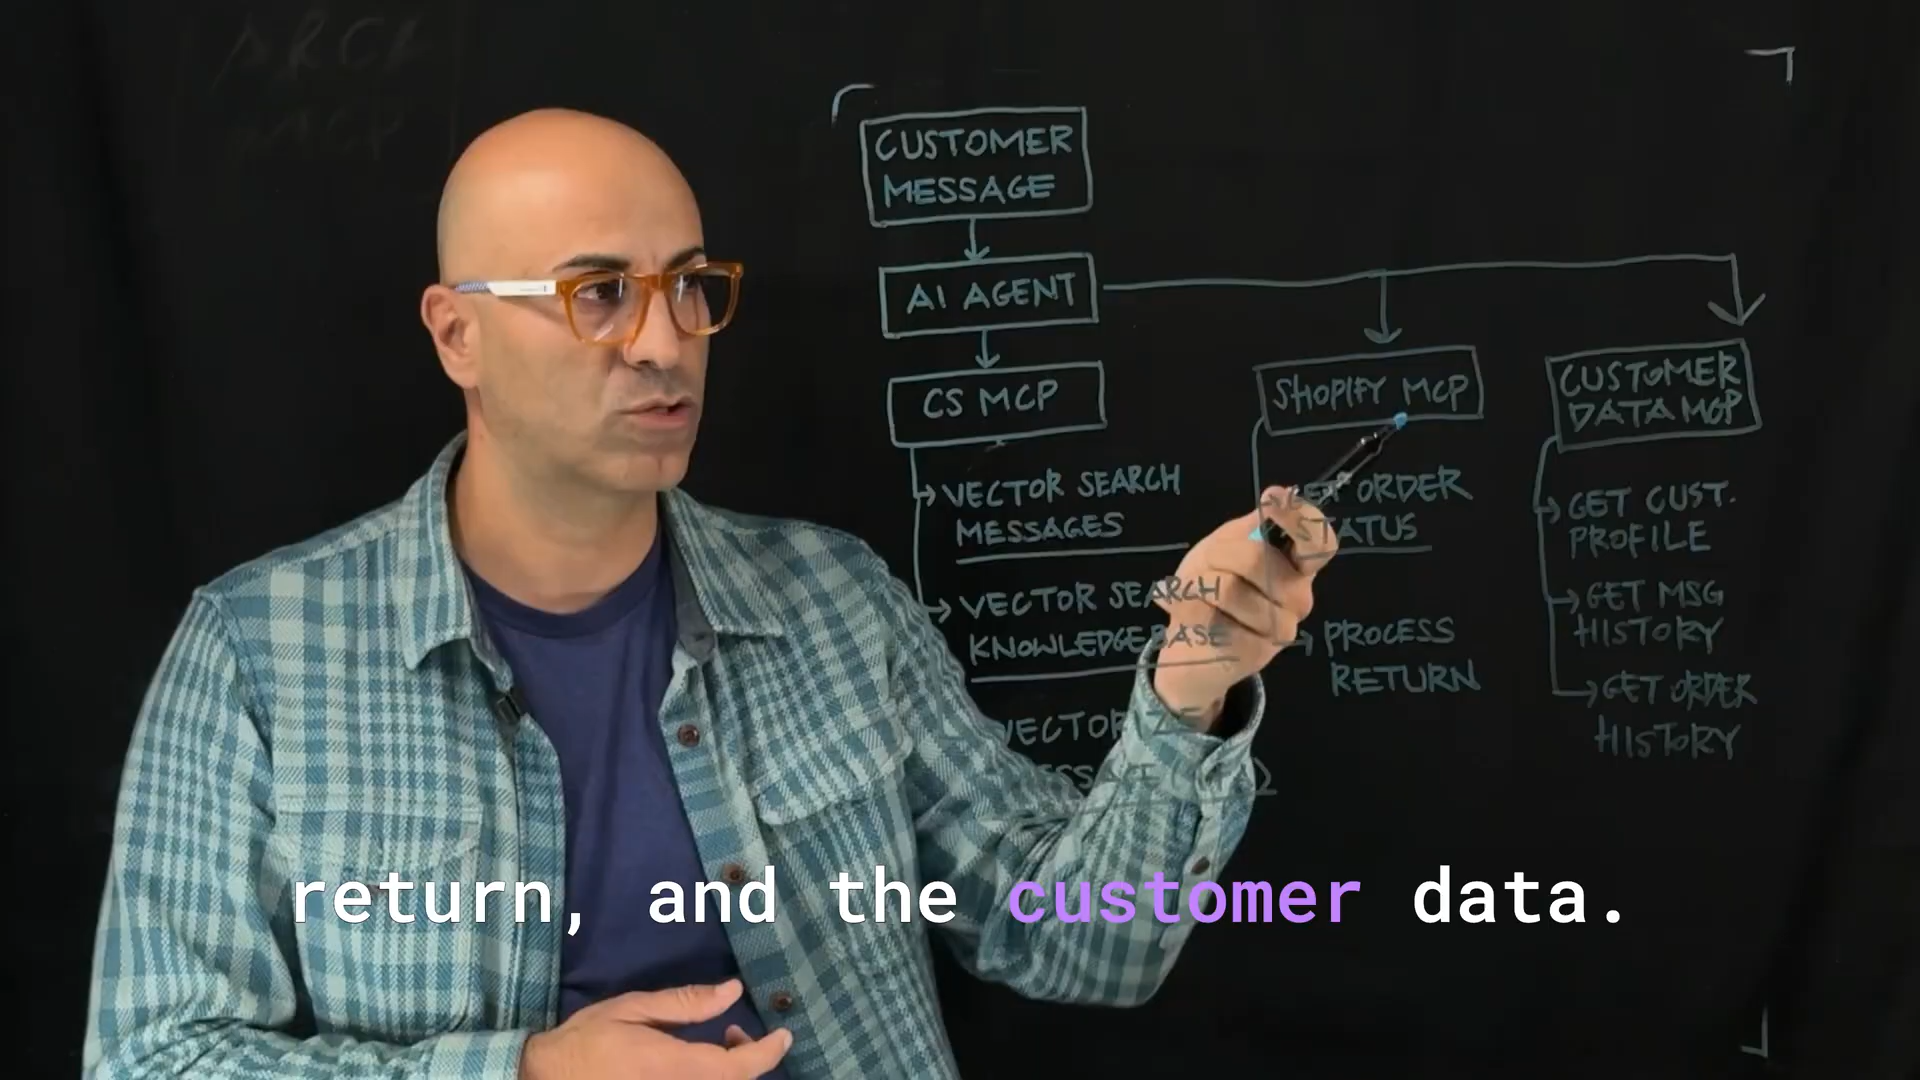 CUSTOMER
MESSAGE
AI AGENT
CS MCP
VECTOR SEARCH
MESSAGES
VECTOR SEARCH
KNOWLEDGEBASE
SHOPIFY MCP
GET ORDER
STATUS
PROCESS
RETURN
CUSTOMER
DATA MCP
GET CUST.
PROFILE
GET MSG
HISTORY
GET ORDER
HISTORY
return, and the customer data.